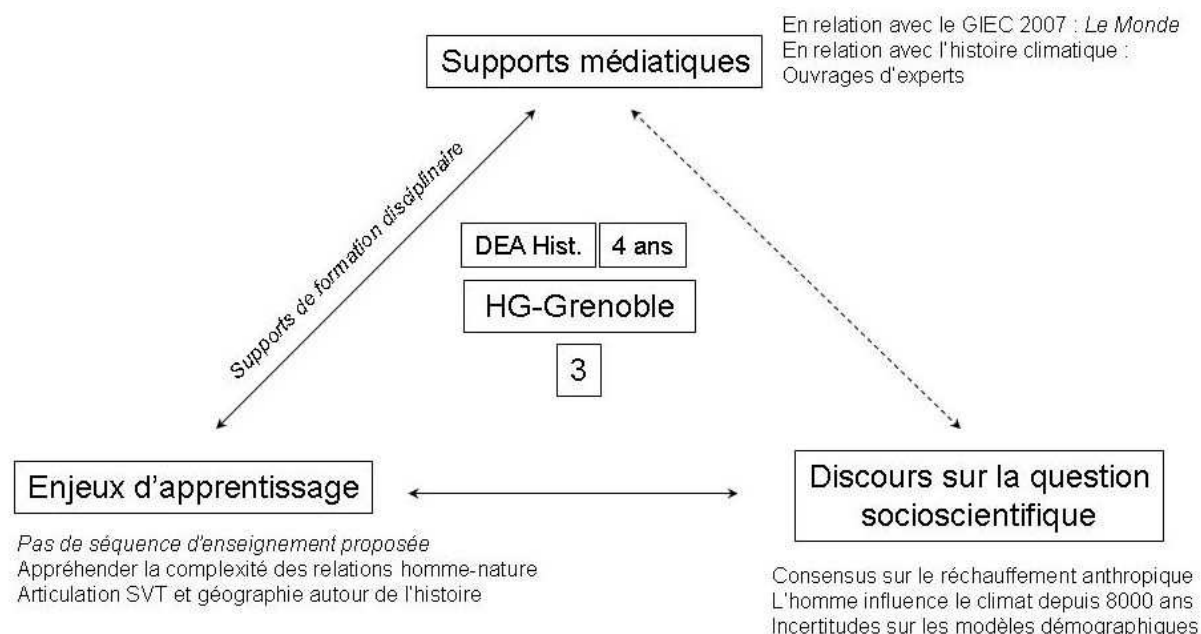 En relation avec le GIEC 2007 : Le Monde
En relation avec l'histoire climatique :
Ouvrages d'experts
Supports médiatiques
Supports de formation disciplinaire
DEA Hist.
4 ans
HG-Grenoble
3
Enjeux d'apprentissage
Pas de séquence d'enseignement proposée
Appréhender la complexité des relations homme-nature
Articulation SVT et géographie autour de l'histoire
Discours sur la question
socioscientifique
Consensus sur le réchauffement anthropique
L'homme influence le climat depuis 8000 ans
Incertitudes sur les modèles démographiques